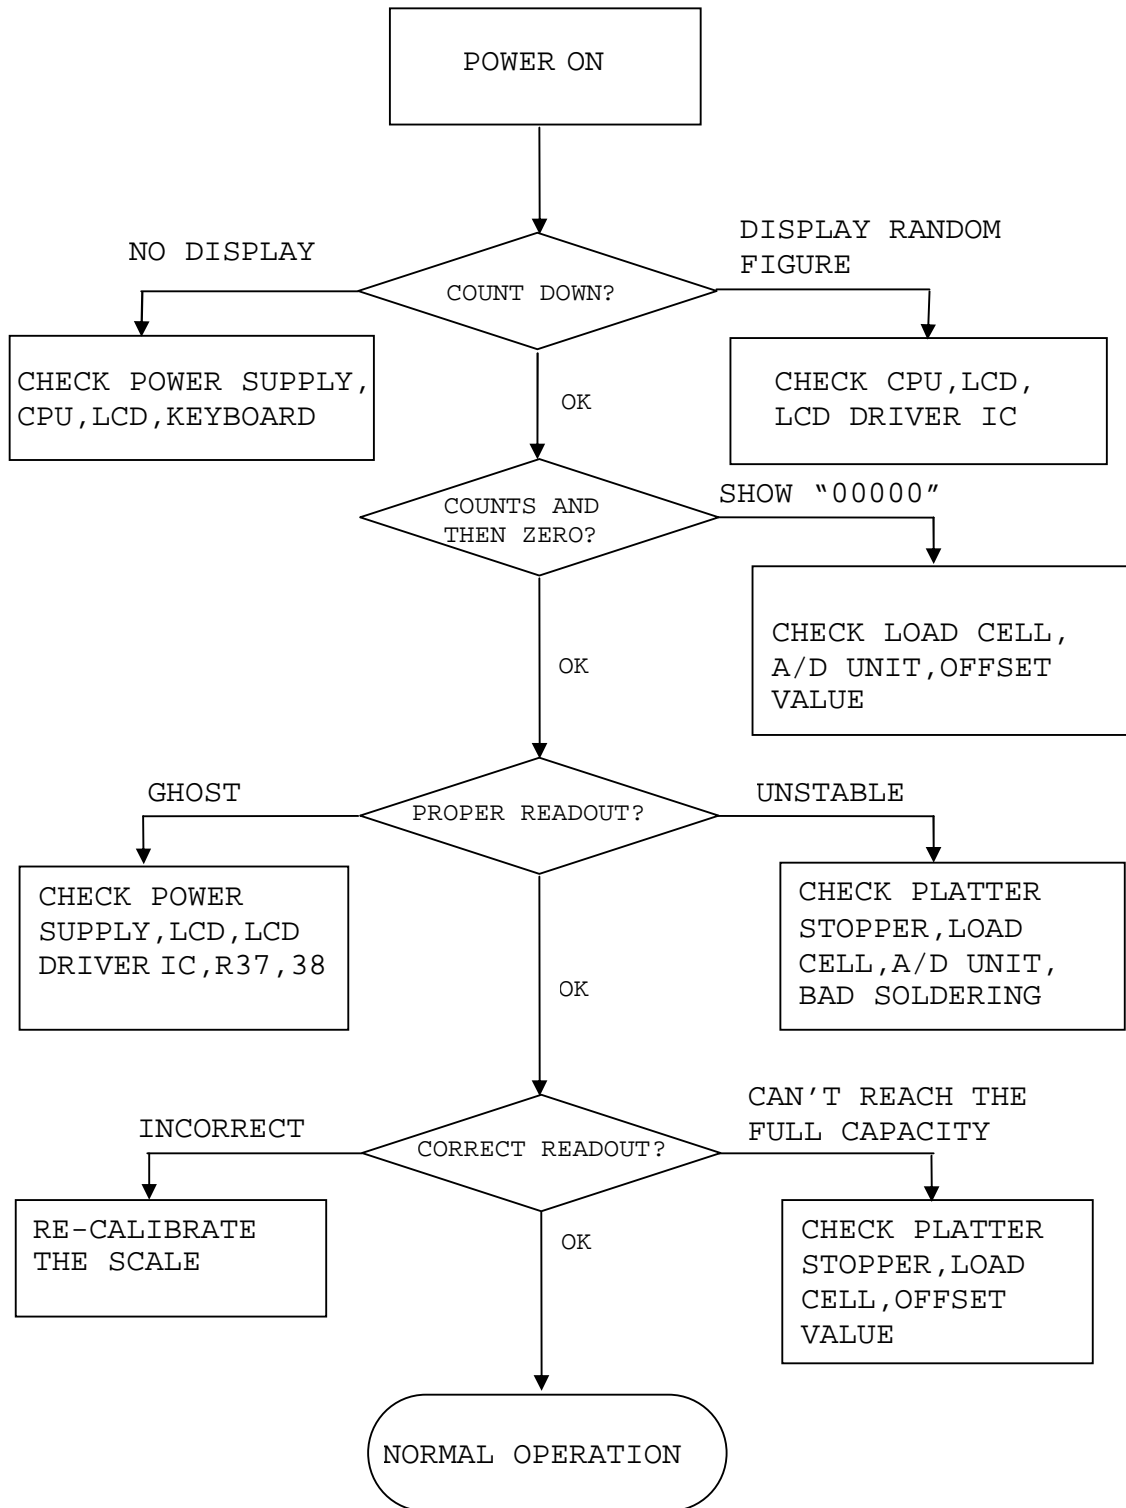 POWER ON
NO DISPLAY
DISPLAY RANDOM
FIGURE
COUNT DOWN?
CHECK POWER SUPPLY,
CPU,LCD,KEYBOARD
OK
CHECK CPU,LCD,
LCD DRIVER IC
COUNTS AND
THEN ZERO?
SHOW “00000”
OK
CHECK LOAD CELL,
A/D UNIT,OFFSET
VALUE
GHOST
PROPER READOUT?
UNSTABLE
CHECK POWER
SUPPLY,LCD,LCD
DRIVER IC,R37,38
OK
CHECK PLATTER
STOPPER,LOAD
CELL,A/D UNIT,
BAD SOLDERING
INCORRECT
CORRECT READOUT?
CAN’T REACH THE
FULL CAPACITY
RE-CALIBRATE
THE SCALE
OK
CHECK PLATTER
STOPPER,LOAD
CELL,OFFSET
VALUE
NORMAL OPERATION